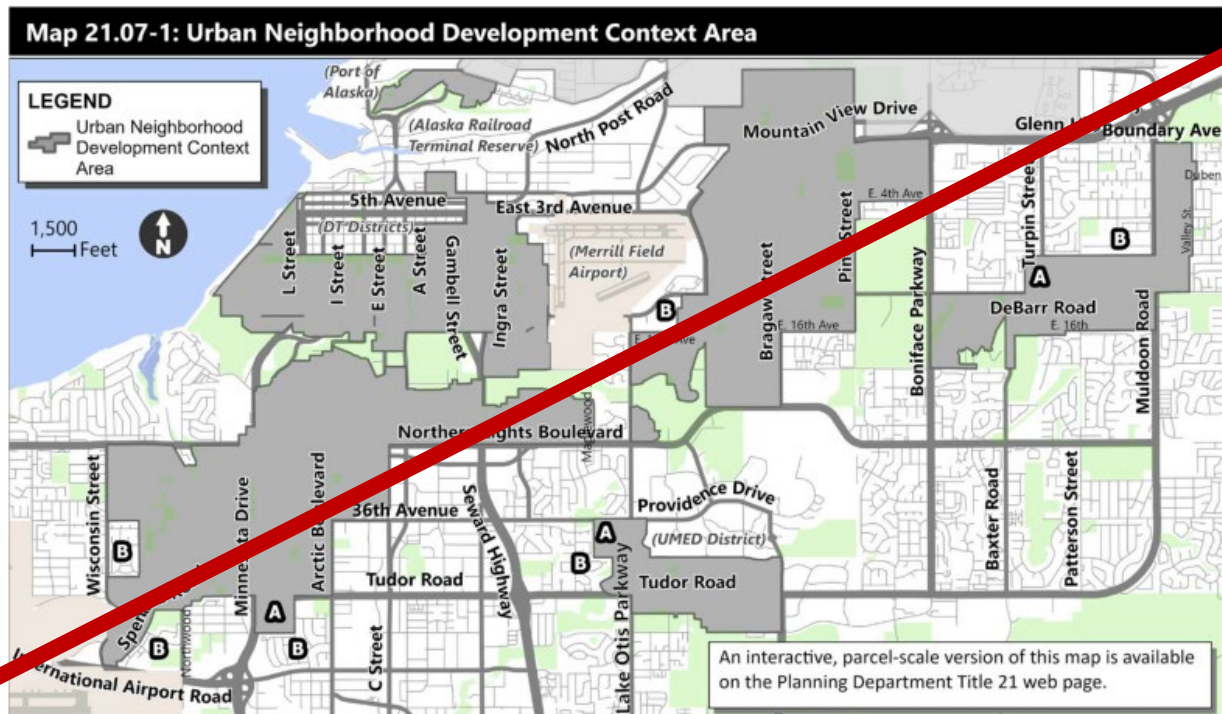 Map 21.07-1: Urban Neighborhood Development Context Area
LEGEND
Urban Neighborhood
Development Context
Area
1,500
Feet
N
(Port of
Alaska)
(Alaska Railroad
Terminal Reserve)
North Post Road
Mountain View Drive
Glenn
Boundary Ave
Duben
5th Avenue
East 3rd Avenue
E. 4th Ave
(DT Districts)
(Merrill Field
Airport)
L Street
I Street
E Street
A Street
Gambell Street
Ingra Street
Bragaw Street
Boniface Parkway
Turpin Street
Valley St.
B
A
B
DeBarr Road
E. 16th Ave
E. 16th
Muldoon Road
Northern Lights Boulevard
Wisconsin Street
Minnesota Drive
Arctic Boulevard
36th Avenue
Seward Highway
Providence Drive
(UMED District)
Baxter Road
Patterson Street
B
A
B
Tudor Road
Tudor Road
Lake Otis Parkway
C Street
A
B
B
Northwood
International Airport Road
An interactive, parcel-scale version of this map is available
on the Planning Department Title 21 web page.